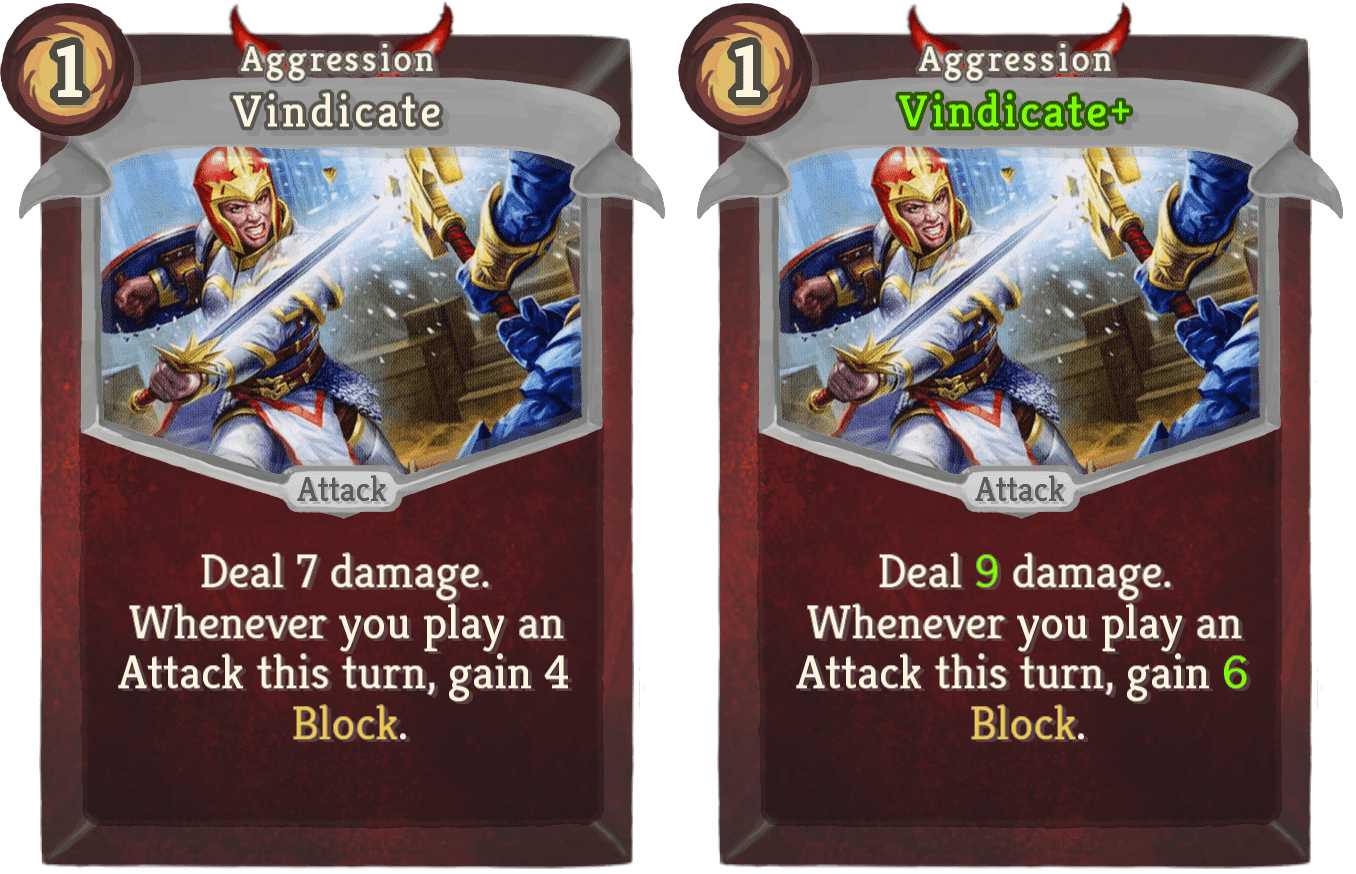 1
Aggression
Vindicate
Attack
Deal 7 damage.
Whenever you play an
Attack this turn, gain 4
Block.
1
Aggression
Vindicate+
Attack
Deal 9 damage.
Whenever you play an
Attack this turn, gain 6
Block.